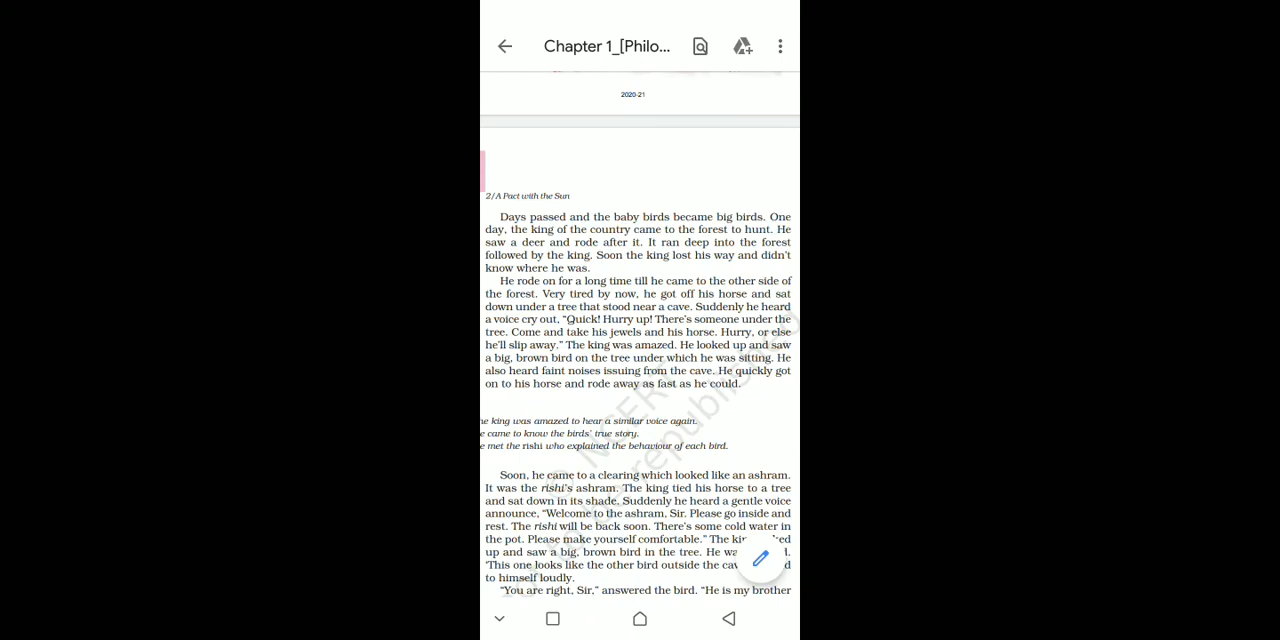 Chapter 1_[Philo...
2020-21
2/A Pact with the Sun
Days passed and the baby birds became big birds. One
day, the king of the country came to the forest to hunt. He
saw a deer and rode after it. It ran deep into the forest
followed by the king. Soon the king lost his way and didn't
know where he was.
He rode on for a long time till he came to the other side of
the forest. Very tired by now, he got off his horse and sat
down under a tree that stood near a cave. Suddenly he heard
a voice cry out, “Quick! Hurry up! There's someone under the
tree. Come and take his jewels and his horse. Hurry, or else
he'll slip away.” The king was amazed. He looked up and saw
a big, brown bird on the tree under which he was sitting. He
also heard faint noises issuing from the cave. He quickly got
on to his horse and rode away as fast as he could.
he king was amazed to hear a similar voice again.
e came to know the birds' true story.
e met the rishi who explained the behaviour of each bird.
Soon, he came to a clearing which looked like an ashram.
It was the rishi's ashram. The king tied his horse to a tree
and sat down in its shade. Suddenly he heard a gentle voice
announce, “Welcome to the ashram, Sir. Please go inside and
rest. The rishi will be back soon. There's some cold water in
the pot. Please make yourself comfortable.” The
up and saw a big, brown bird in the tree. He
‘This one looks like the other bird outside the
to himself loudly.
“You are right, Sir,” answered the bird. “He is my brother
© NCERT
be republished